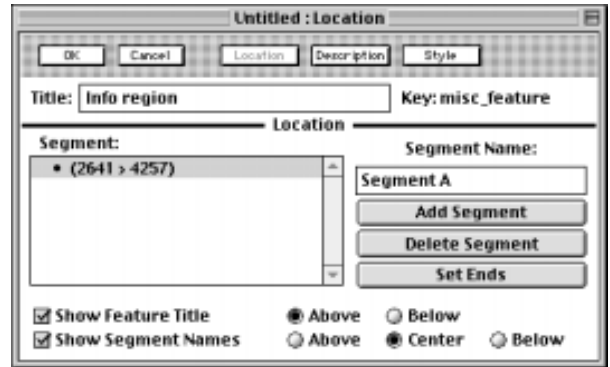 Untitled : Location
OK Cancel Location Description Style
Title: Info region Key: misc_feature
Location
Segment: Segment Name:
• (2641 > 4257)
Segment A
Add Segment
Delete Segment
Set Ends
Show Feature Title Above Below
Show Segment Names Above Center Below